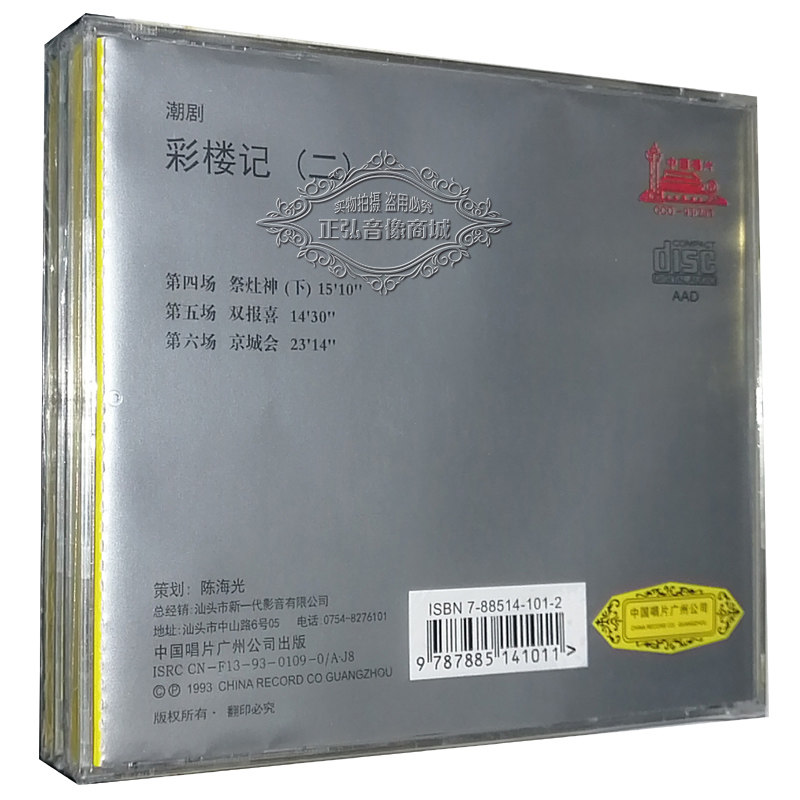 潮剧
彩楼记 (二)
实物拍摄 盗用必究
正弘音像商城
中国唱片
COMPACT
disc
DIGITAL AUDIO
AAD
第四场 祭灶神 (下) 15'10''
第五场 双报喜 14'30''
第六场 京城会 23'14''
策划: 陈海光
总经销: 汕头市新一代影音有限公司
地址: 汕头市中山路6号05 电话 0754-8276101
中国唱片广州公司出版
ISRC CN-F13-93-0109-0/A·J8
©℗ 1993 CHINA RECORD CO GUANGZHOU
版权所有· 翻印必究
ISBN 7-88514-101-2
9 787885 141011 >
中国唱片广州公司
CHINA RECORD CO. GUANGZHOU